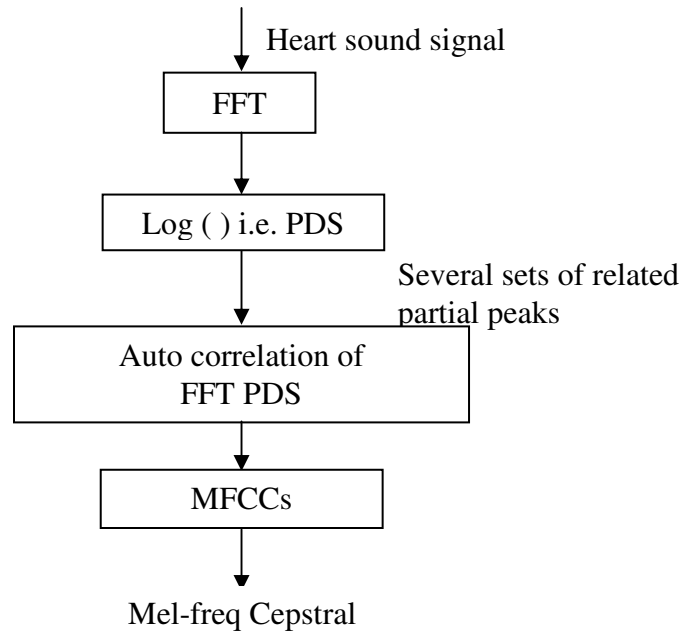 Heart sound signal
FFT
Log ( ) i.e. PDS
Several sets of related
partial peaks
Auto correlation of
FFT PDS
MFCCs
Mel-freq Cepstral